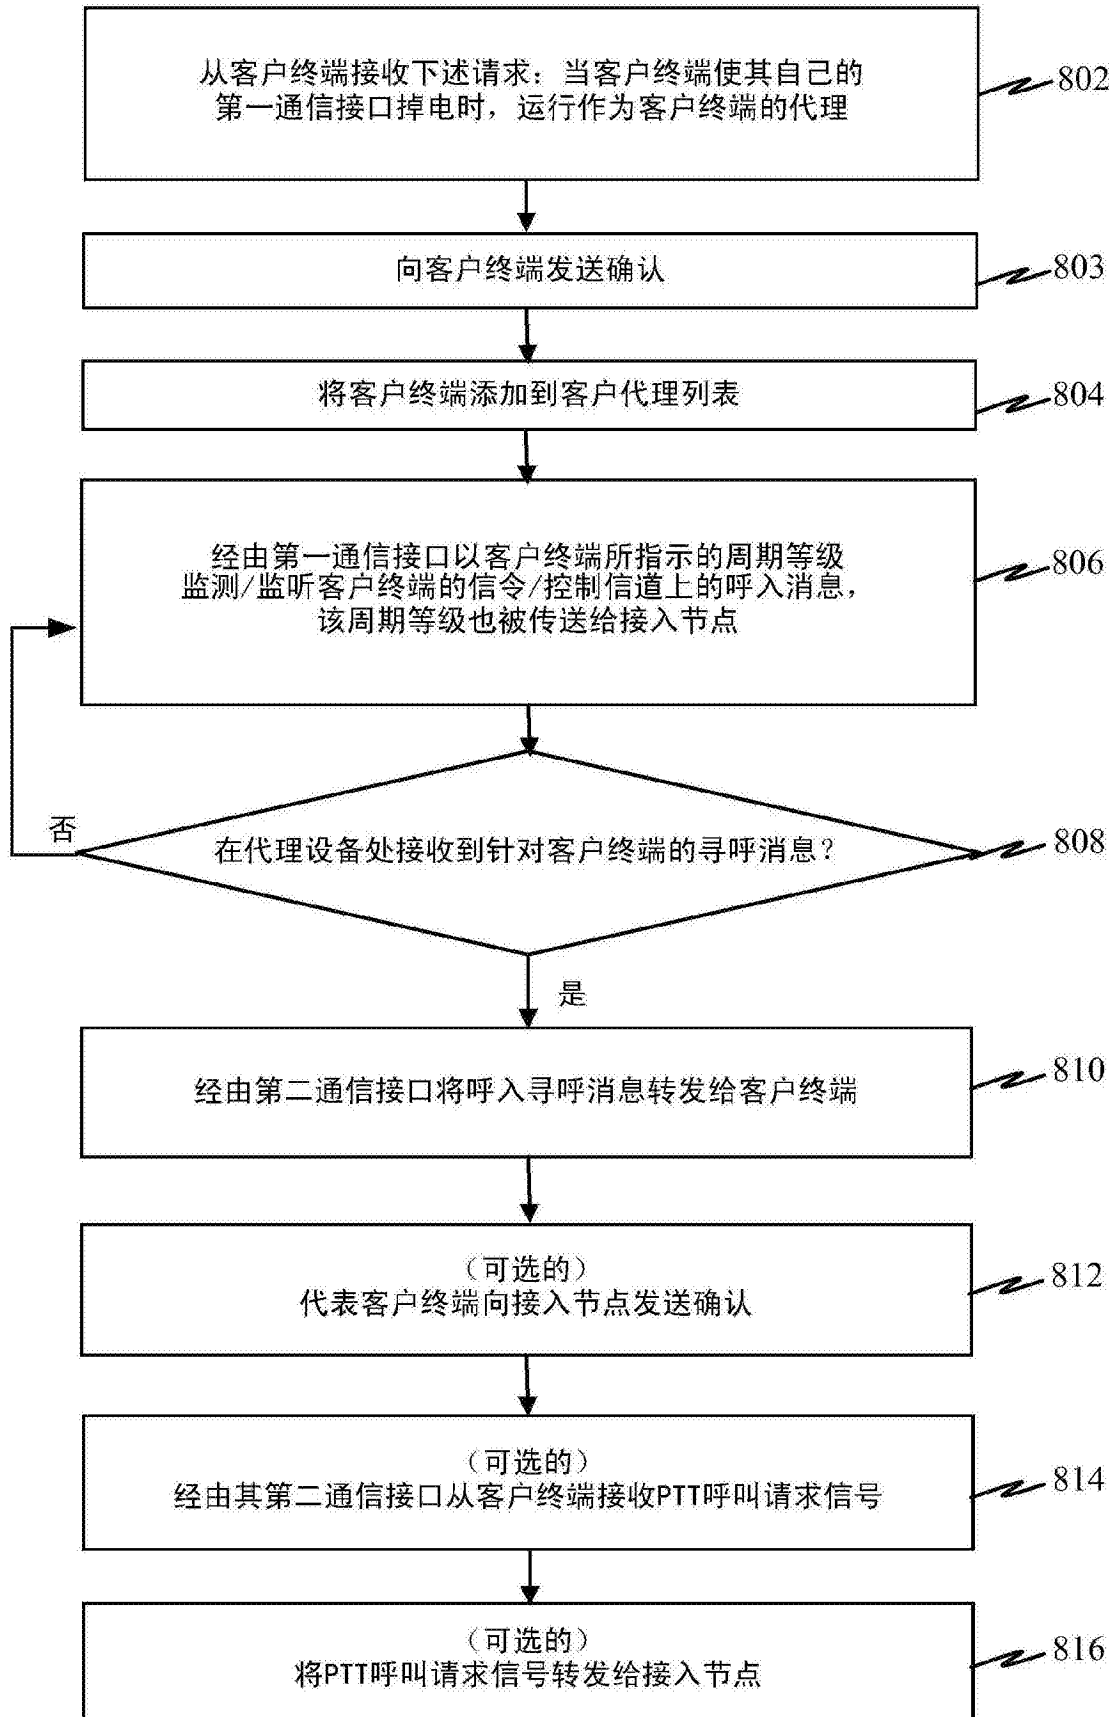 从客户终端接收下述请求：当客户终端使其自己的
第一通信接口掉电时，运行作为客户终端的代理
802
向客户终端发送确认
803
将客户终端添加到客户代理列表
804
经由第一通信接口以客户终端所指示的周期等级
监测/监听客户终端的信令/控制信道上的呼入消息，
该周期等级也被传送给接入节点
806
否
在代理设备处接收到针对客户终端的寻呼消息？
808
是
经由第二通信接口将呼入寻呼消息转发给客户终端
810
（可选的）
代表客户终端向接入节点发送确认
812
（可选的）
经由其第二通信接口从客户终端接收PTT呼叫请求信号
814
（可选的）
将PTT呼叫请求信号转发给接入节点
816